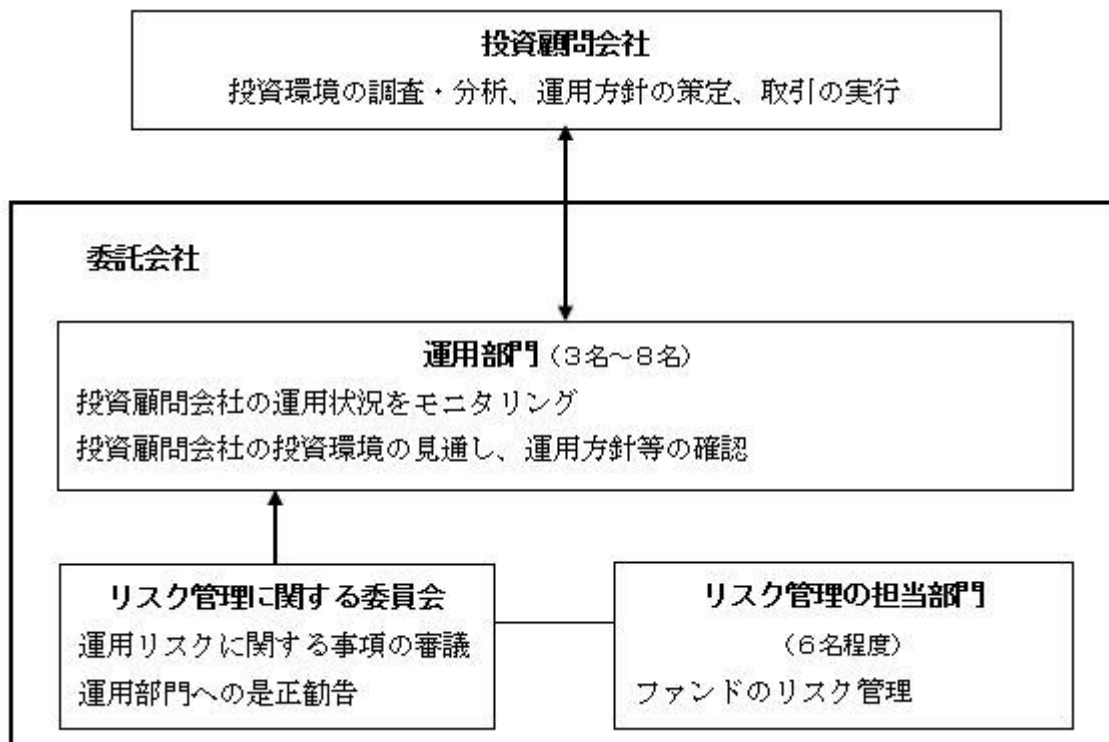 投資顧問会社
投資環境の調査・分析、運用方針の策定、取引の実行
委託会社
運用部門(3名~8名)
投資顧問会社の運用状況をモニタリング
投資顧問会社の投資環境の見通し、運用方針等の確認
リスク管理に関する委員会
運用リスクに関する事項の審議
運用部門への是正勧告
リスク管理の担当部門
(6名程度)
ファンドのリスク管理